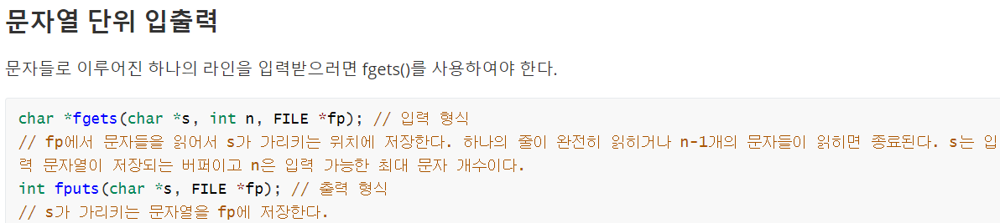 문자열 단위 입출력
문자들로 이루어진 하나의 라인을 입력받으러면 fgets()를 사용하여야 한다.
char *fgets(char *s, int n, FILE *fp); // 입력 형식
// fp에서 문자들을 읽어서 s가 가리키는 위치에 저장한다. 하나의 줄이 완전히 읽히거나 n-1개의 문자들이 읽히면 종료된다. s는 입
력 문자열이 저장되는 버퍼이고 n은 입력 가능한 최대 문자 개수이다.
int fputs(char *s, FILE *fp); // 출력 형식
// s가 가리키는 문자열을 fp에 저장한다.